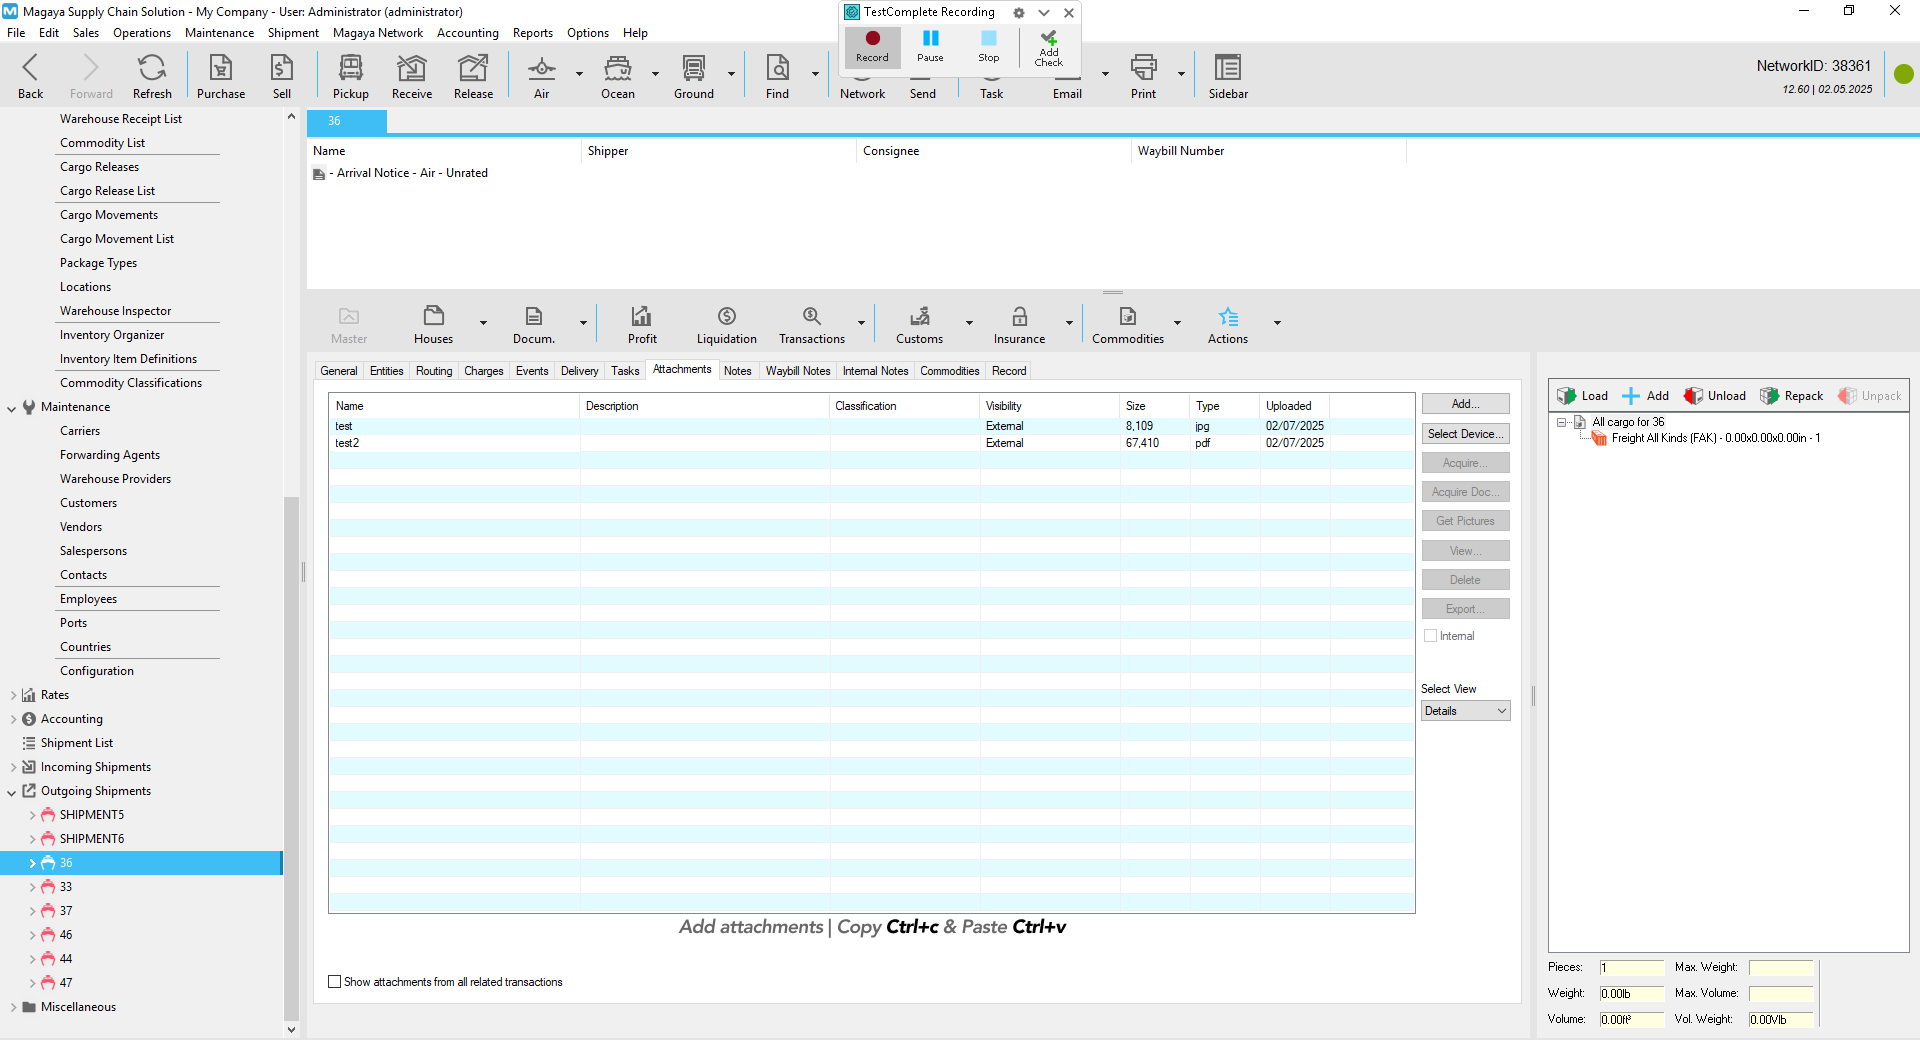 Magaya Supply Chain Solution - My Company - User: Administrator (administrator)
TestComplete Recording
File Edit Sales Operations Maintenance Shipment Magaya Network Accounting Reports Options Help
Record Pause Stop Add Check
Back Forward Refresh Purchase Sell Pickup Receive Release Air Ocean Ground Find Network Send Task Email Print Sidebar
NetworkID: 38361
12.60 | 02.05.2025
Warehouse Receipt List
Commodity List
Cargo Releases
Cargo Release List
Cargo Movements
Cargo Movement List
Package Types
Locations
Warehouse Inspector
Inventory Organizer
Inventory Item Definitions
Commodity Classifications
Maintenance
Carriers
Forwarding Agents
Warehouse Providers
Customers
Vendors
Salespersons
Contacts
Employees
Ports
Countries
Configuration
Rates
Accounting
Shipment List
Incoming Shipments
Outgoing Shipments
SHIPMENT5
SHIPMENT6
36
33
37
46
44
47
Miscellaneous
36
Name Shipper Consignee Waybill Number
- Arrival Notice - Air - Unrated
Master Houses Docum. Profit Liquidation Transactions Customs Insurance Commodities Actions
General Entities Routing Charges Events Delivery Tasks Attachments Notes Waybill Notes Internal Notes Commodities Record
Name Description Classification Visibility Size Type Uploaded
test External 8,109 jpg 02/07/2025
test2 External 67,410 pdf 02/07/2025
Add attachments | Copy Ctrl+c & Paste Ctrl+v
Show attachments from all related transactions
Add...
Select Device...
Acquire...
Acquire Doc...
Get Pictures
View...
Delete
Export...
Internal
Select View
Details
Load Add Unload Repack Unpack
All cargo for 36
Freight All Kinds (FAK) - 0.00x0.00x0.00in - 1
Pieces: 1 Max. Weight:
Weight: 0.00lb Max. Volume:
Volume: 0.00ft³ Vol. Weight: 0.00Vlb